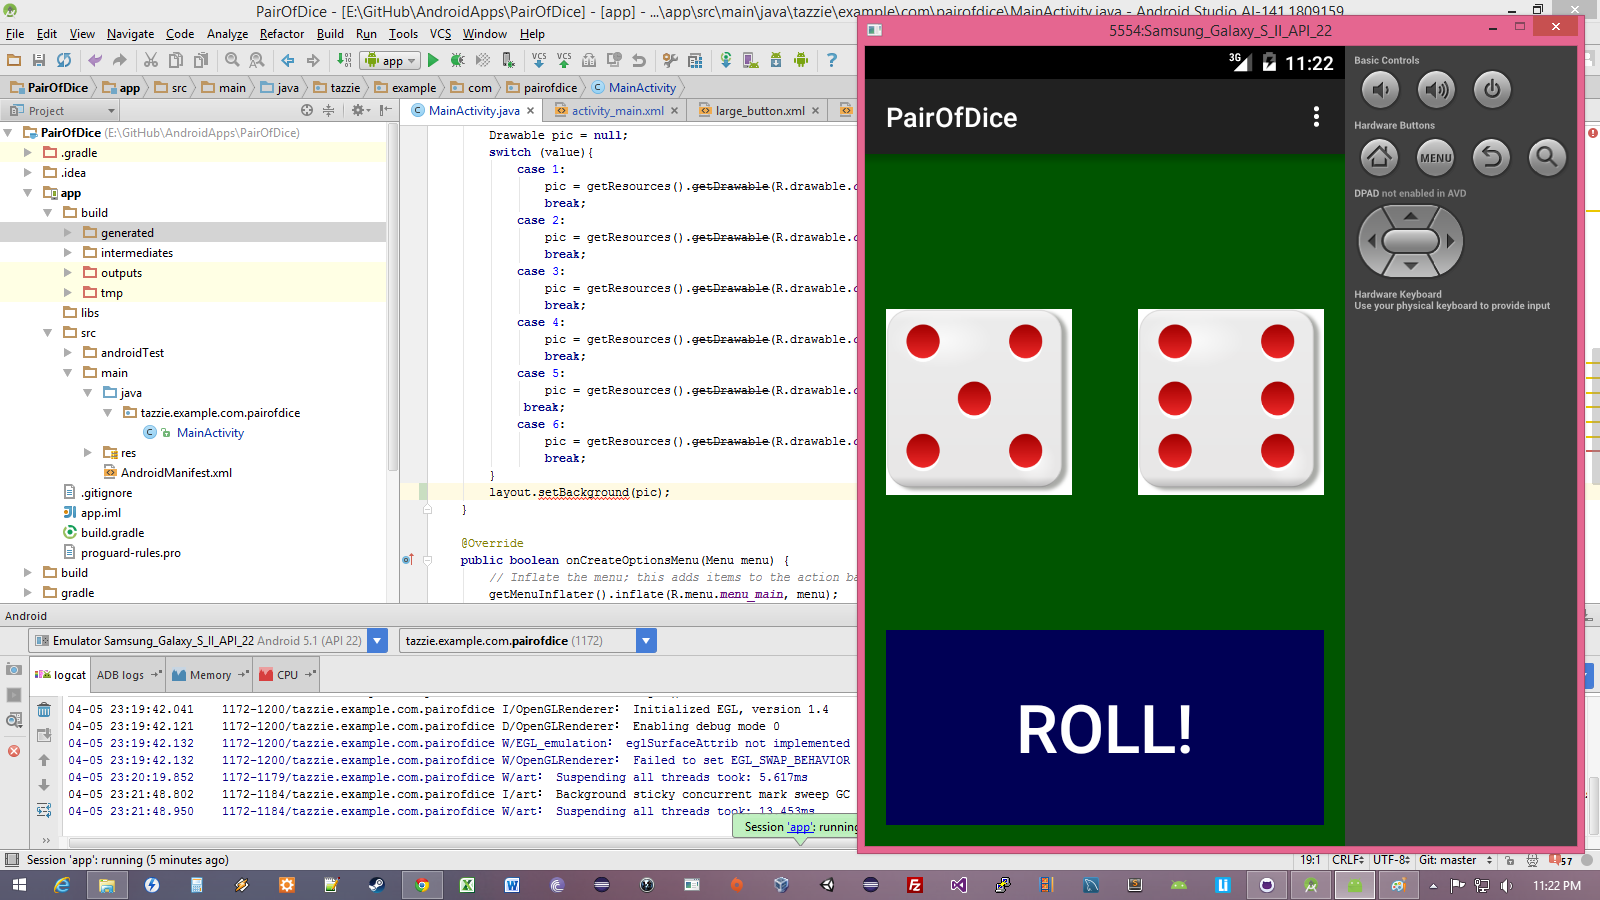 PairOfDice - [E:\GitHub\AndroidApps\PairOfDice] - [app] - ...\app\src\main\java\tazzie\example\com\pairofdice\MainActivity.java - Android Studio AI-141.1809159
File Edit View Navigate Code Analyze Refactor Build Run Tools VCS Window Help
app
VCS VCS
PairOfDice app src main java tazzie example com pairofdice MainActivity
Project
MainActivity.java activity_main.xml large_button.xml
PairOfDice (E:\GitHub\AndroidApps\PairOfDice)
.gradle
.idea
app
build
generated
intermediates
outputs
tmp
libs
src
androidTest
main
java
tazzie.example.com.pairofdice
MainActivity
res
AndroidManifest.xml
.gitignore
app.iml
build.gradle
proguard-rules.pro
build
gradle
Drawable pic = null;
switch (value){
case 1:
pic = getResources().getDrawable(R.drawable.
break;
case 2:
pic = getResources().getDrawable(R.drawable.
break;
case 3:
pic = getResources().getDrawable(R.drawable.
break;
case 4:
pic = getResources().getDrawable(R.drawable.
break;
case 5:
pic = getResources().getDrawable(R.drawable.
break;
case 6:
pic = getResources().getDrawable(R.drawable.
break;
}
layout.setBackground(pic);
}
@Override
public boolean onCreateOptionsMenu(Menu menu) {
// Inflate the menu; this adds items to the action ba
getMenuInflater().inflate(R.menu.menu_main, menu);
5554:Samsung_Galaxy_S_II_API_22
3G 11:22
PairOfDice
ROLL!
Basic Controls
Hardware Buttons
MENU
DPAD not enabled in AVD
Hardware Keyboard
Use your physical keyboard to provide input
Android
Emulator Samsung_Galaxy_S_II_API_22 Android 5.1 (API 22) tazzie.example.com.pairofdice (1172)
logcat ADB logs Memory CPU
04-05 23:19:42.041 1172-1200/tazzie.example.com.pairofdice I/OpenGLRenderer: Initialized EGL, version 1.4
04-05 23:19:42.121 1172-1200/tazzie.example.com.pairofdice D/OpenGLRenderer: Enabling debug mode 0
04-05 23:19:42.132 1172-1200/tazzie.example.com.pairofdice W/EGL_emulation: eglSurfaceAttrib not implemented
04-05 23:19:42.132 1172-1200/tazzie.example.com.pairofdice W/OpenGLRenderer: Failed to set EGL_SWAP_BEHAVIOR
04-05 23:20:19.852 1172-1179/tazzie.example.com.pairofdice W/art: Suspending all threads took: 5.617ms
04-05 23:21:48.802 1172-1184/tazzie.example.com.pairofdice I/art: Background sticky concurrent mark sweep GC
04-05 23:21:48.950 1172-1184/tazzie.example.com.pairofdice W/art: Suspending all threads took: 13.453ms
Session 'app': running
Session 'app': running (5 minutes ago) 19:1 CRLF UTF-8 Git: master 57
11:22 PM